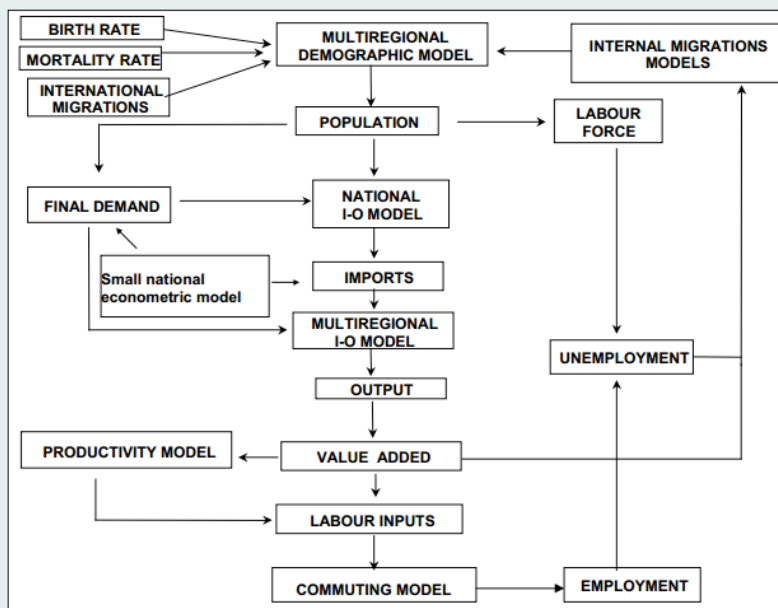 BIRTH RATE
MORTALITY RATE
INTERNATIONAL
MIGRATIONS
MULTIREGIONAL
DEMOGRAPHIC MODEL
INTERNAL MIGRATIONS
MODELS
POPULATION
LABOUR
FORCE
FINAL DEMAND
NATIONAL
I-O MODEL
Small national
econometric model
IMPORTS
MULTIREGIONAL
I-O MODEL
UNEMPLOYMENT
OUTPUT
PRODUCTIVITY MODEL
VALUE ADDED
LABOUR INPUTS
COMMUTING MODEL
EMPLOYMENT